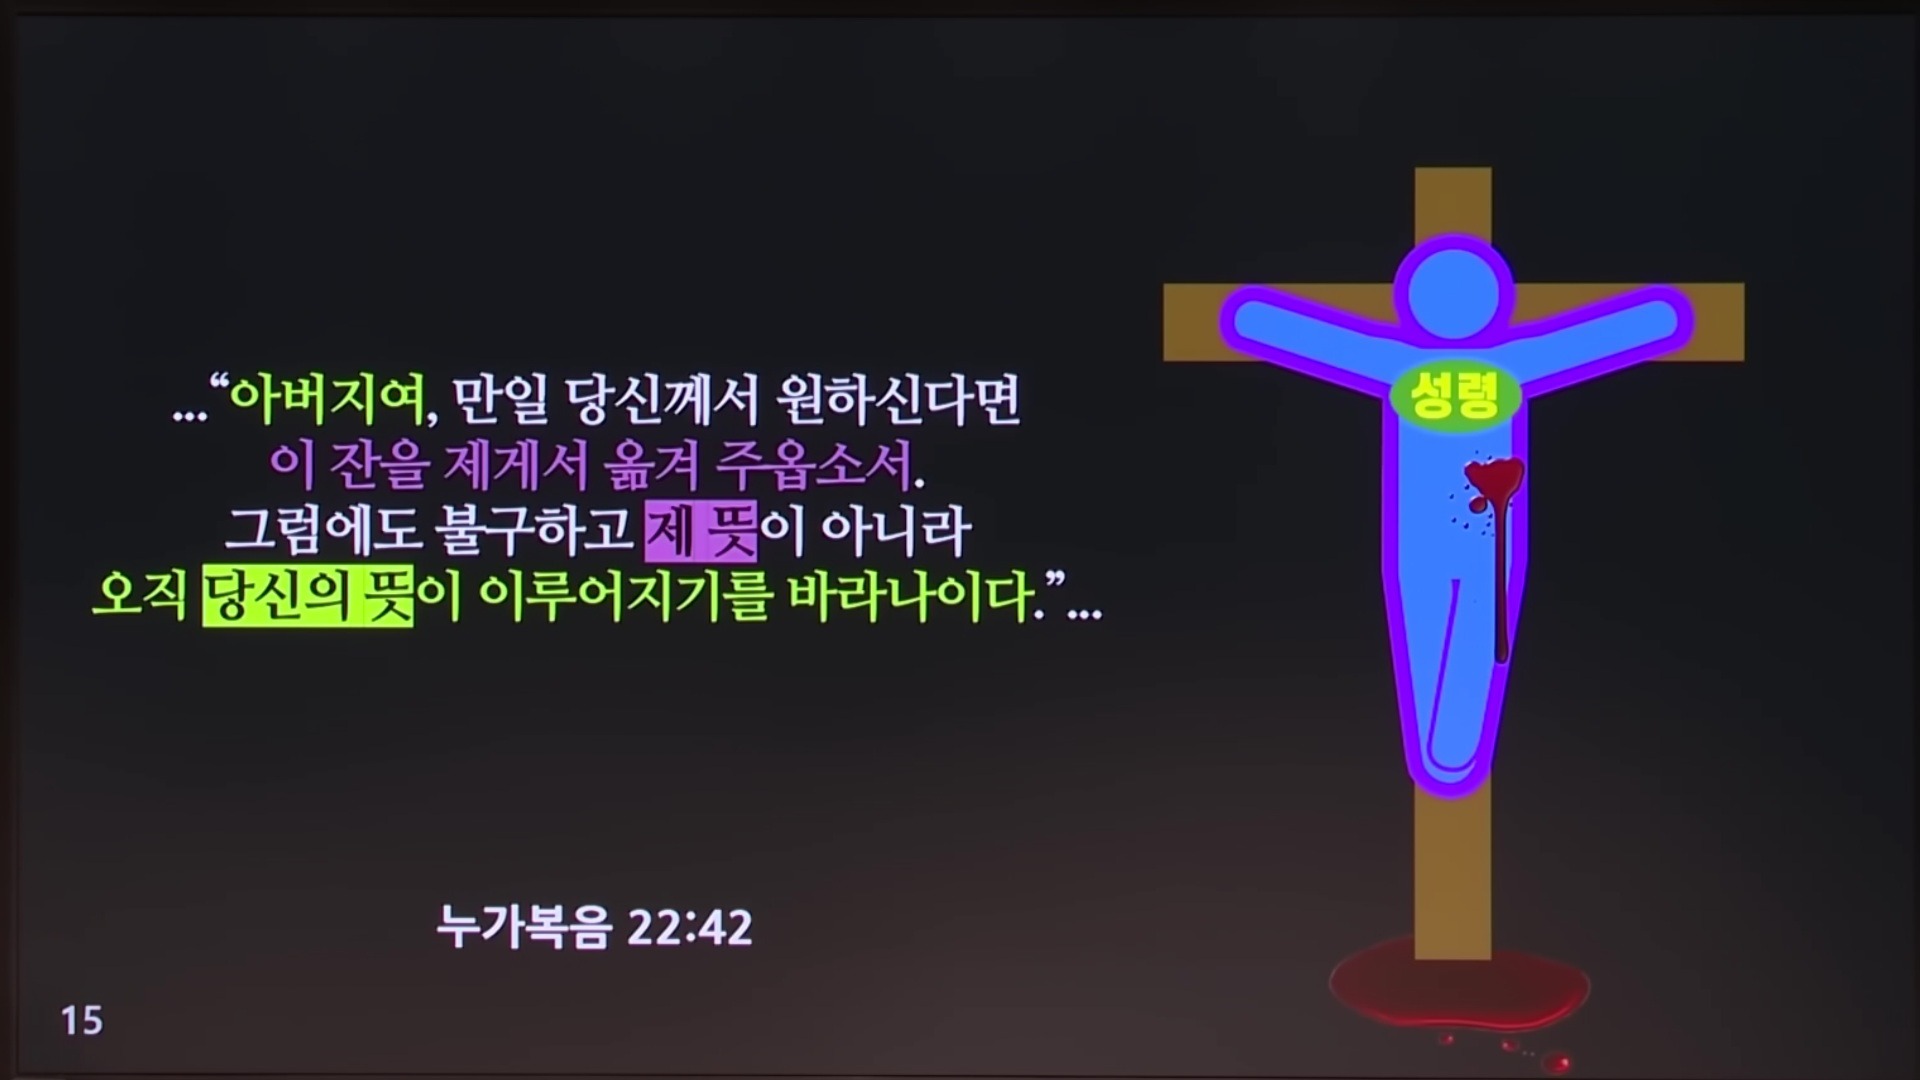 ..."아버지여, 만일 당신께서 원하신다면
이 잔을 제게서 옮겨 주옵소서.
그럼에도 불구하고 제 뜻이 아니라
오직 당신의 뜻이 이루어지기를 바라나이다."...
누가복음 22:42
성령
15